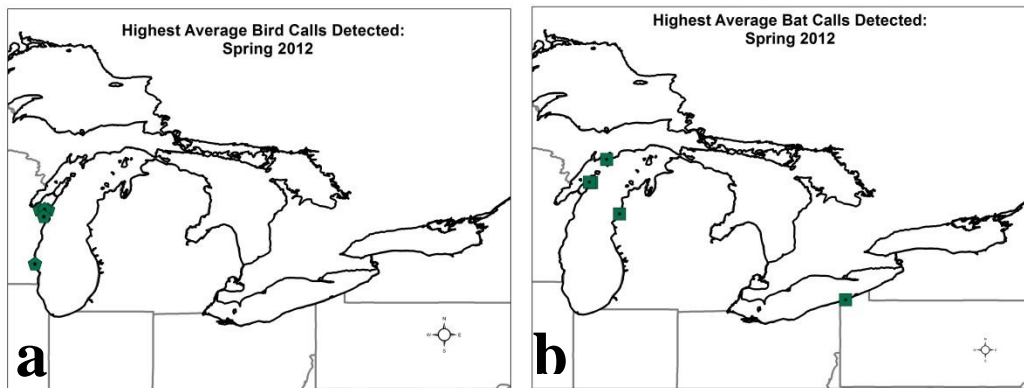 Highest Average Bird Calls Detected:
Spring 2012
N
W E
S
a
Highest Average Bat Calls Detected:
Spring 2012
b